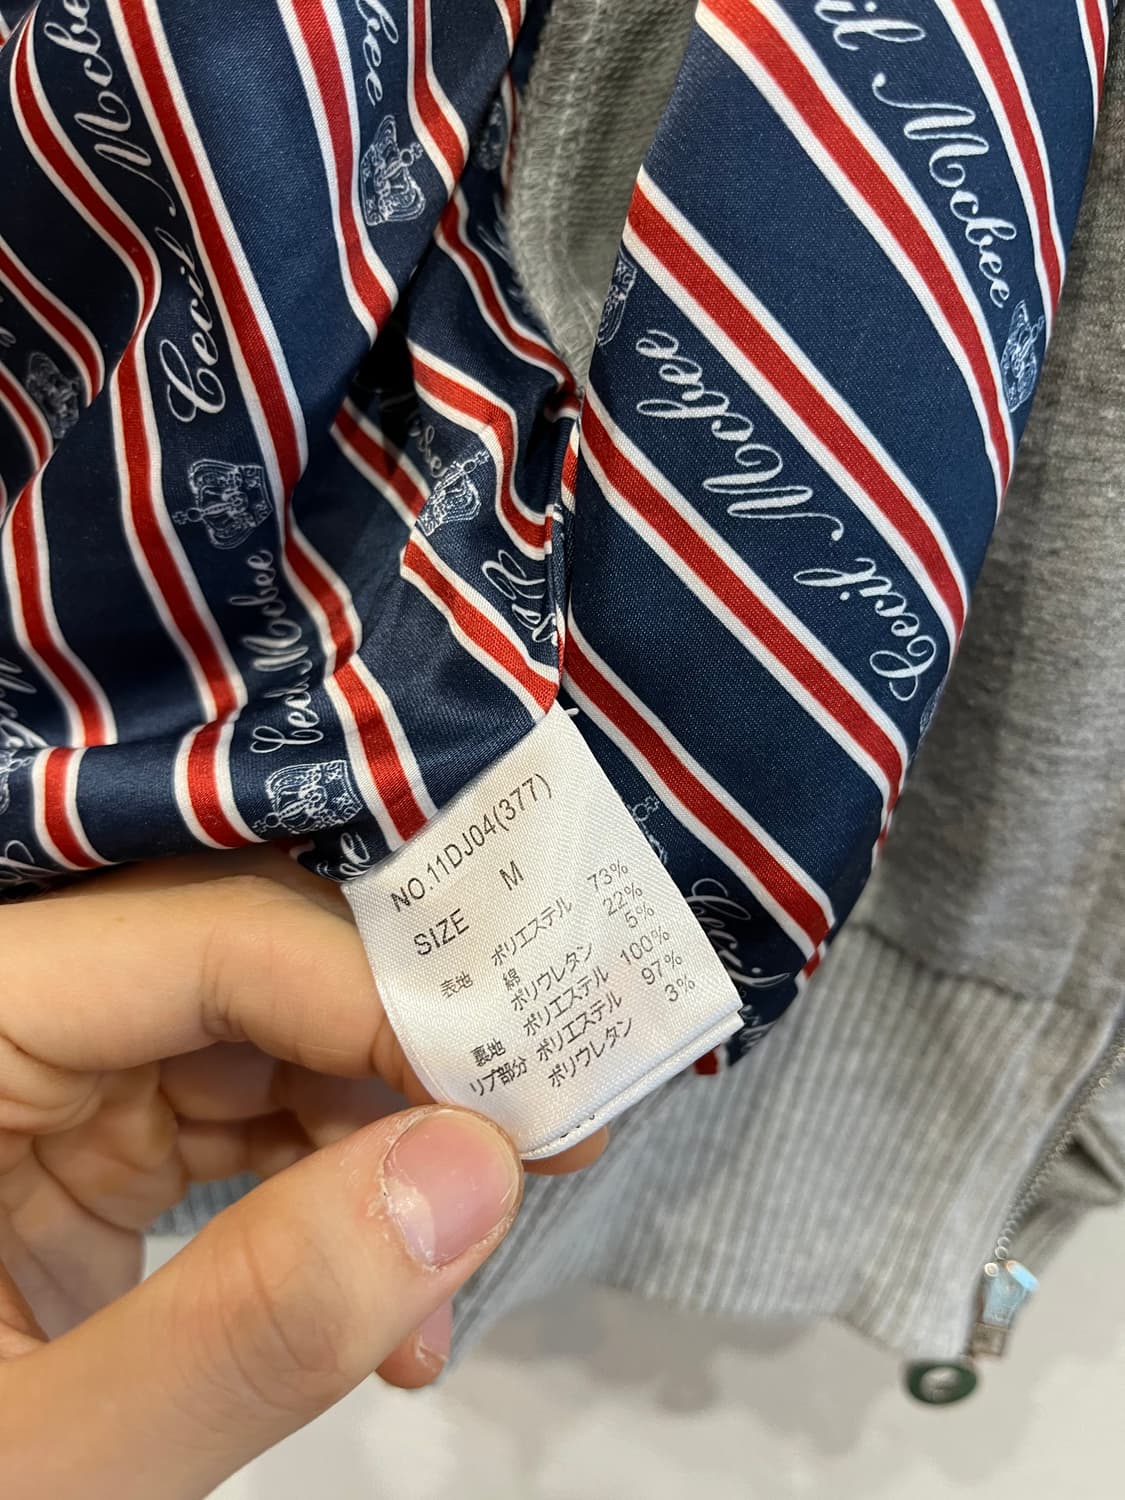 Cecil Mcbee
Cecil Mcbee
Cecil Mcbee
il Mcbee
NO.11DJ04(377)
SIZE M
表地 ポリエステル 73%
綿 22%
ポリウレタン 5%
裏地 ポリエステル 100%
リブ部分 ポリエステル 97%
ポリウレタン 3%